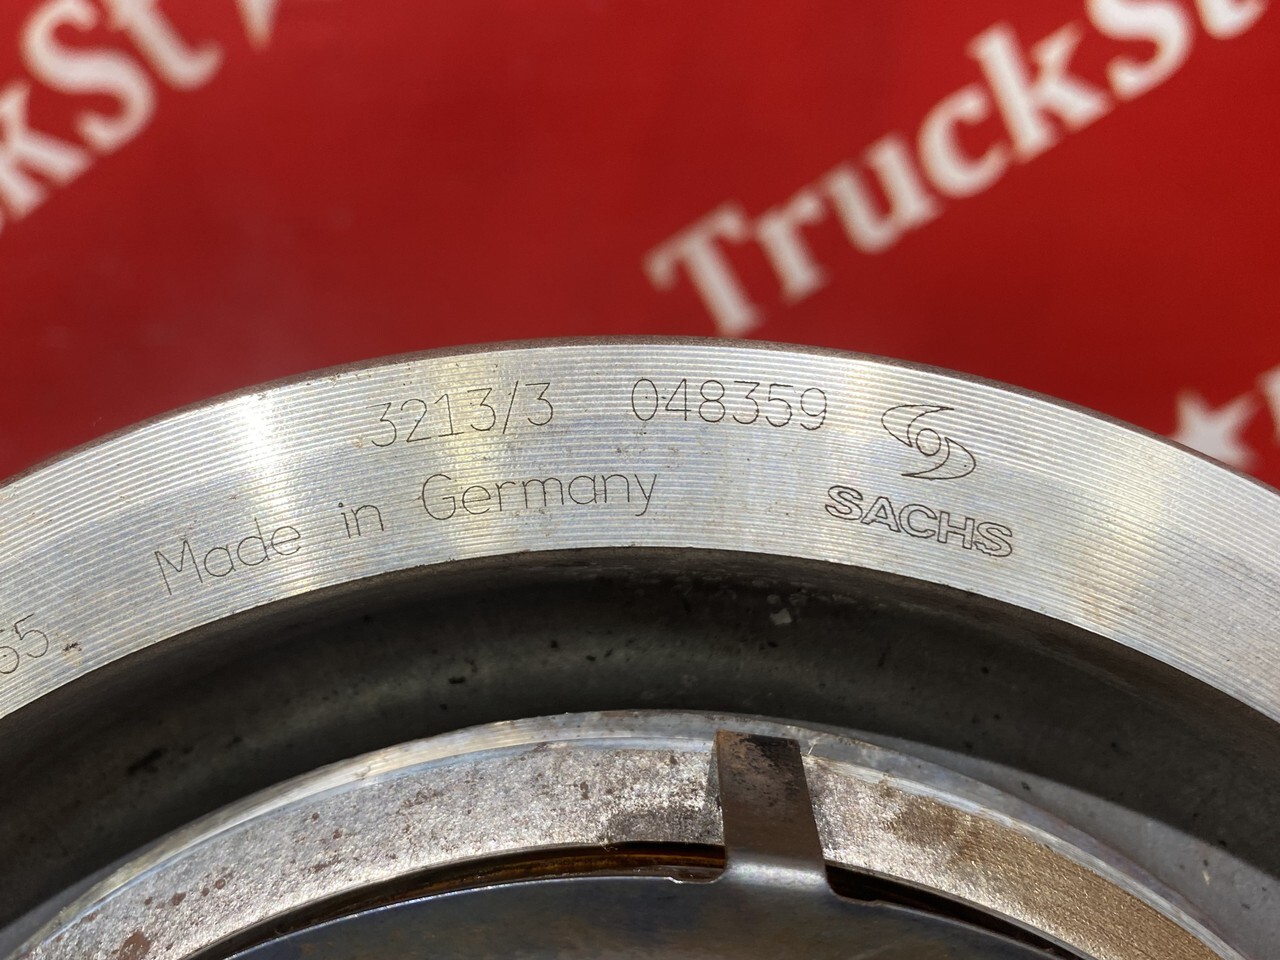 TruckSt
3213/3 048359
SACHS
Made in Germany